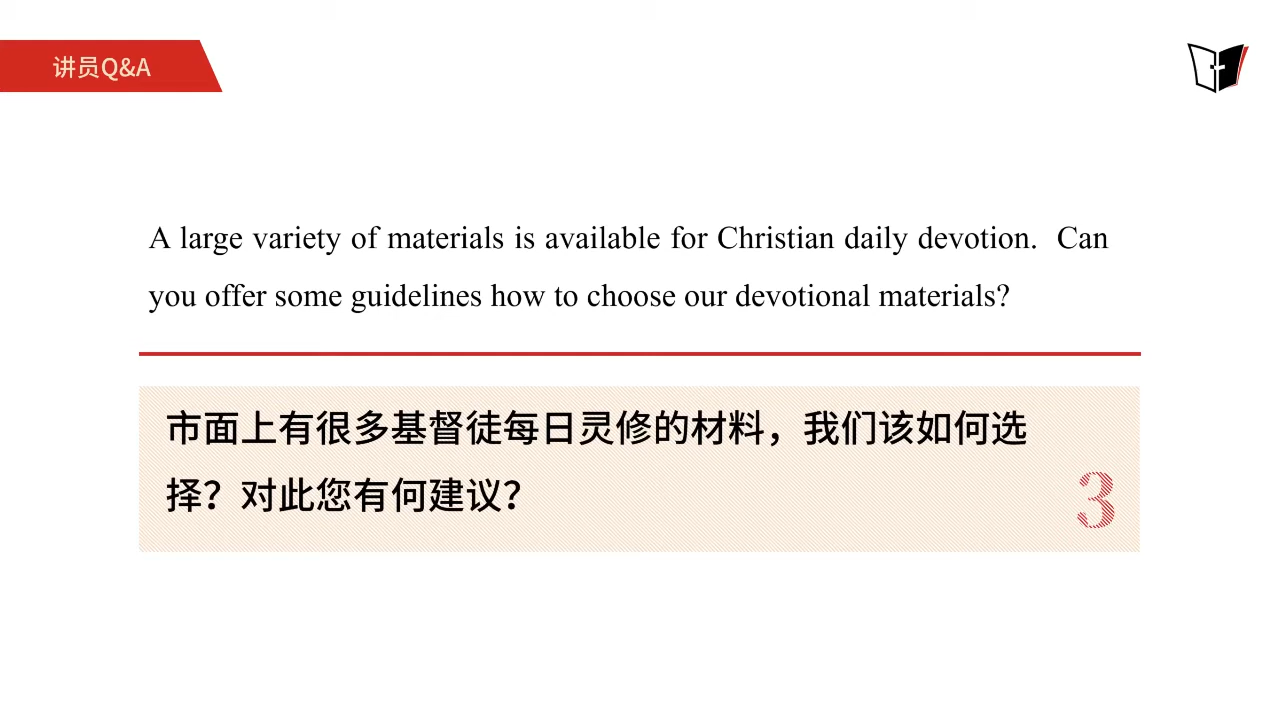 讲员Q&A
A large variety of materials is available for Christian daily devotion.  Can
you offer some guidelines how to choose our devotional materials?
市面上有很多基督徒每日灵修的材料，我们该如何选
择？对此您有何建议？
3